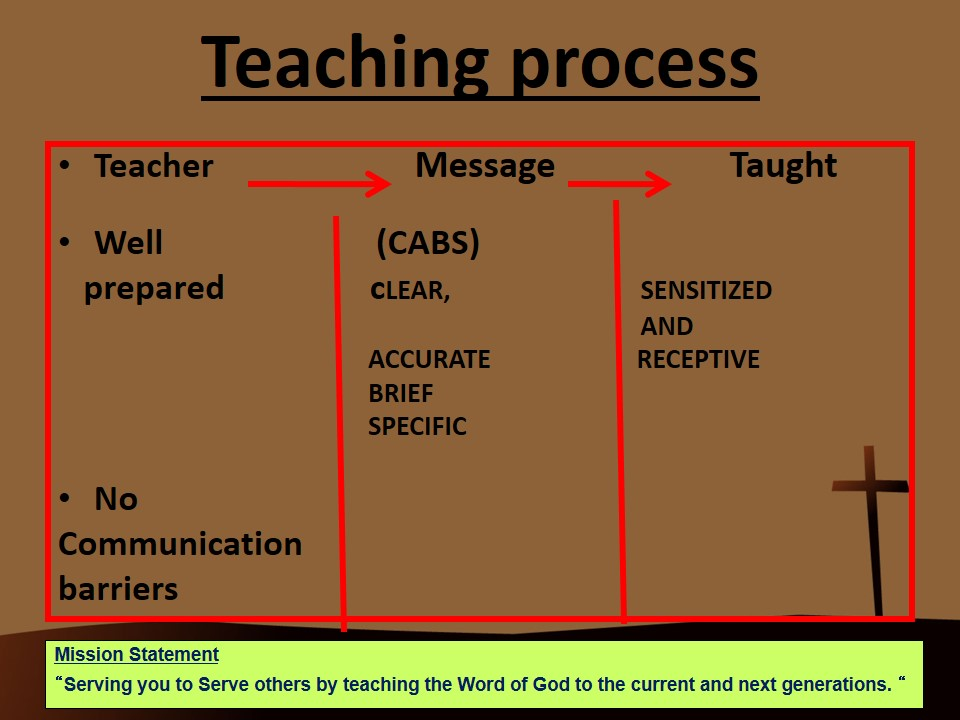 Teaching process
• Teacher Message Taught
• Well (CABS)
prepared cLEAR, SENSITIZED
AND
ACCURATE RECEPTIVE
BRIEF
SPECIFIC
• No
Communication
barriers
Mission Statement
“Serving you to Serve others by teaching the Word of God to the current and next generations. “